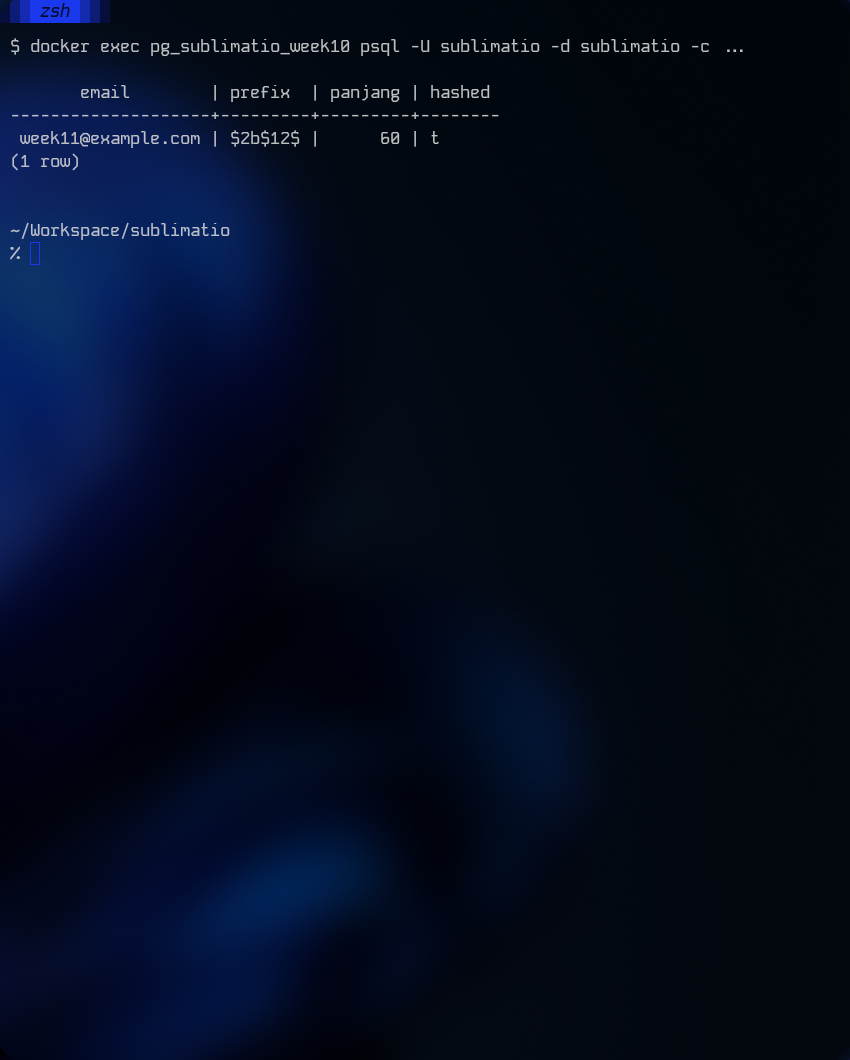 zsh
$ docker exec pg_sublimatio_week10 psql -U sublimatio -d sublimatio -c ...
email | prefix | panjang | hashed
--------------------+---------+---------+--------
week11@example.com | $2b$12$ | 60 | t
(1 row)
~/Workspace/sublimatio
%